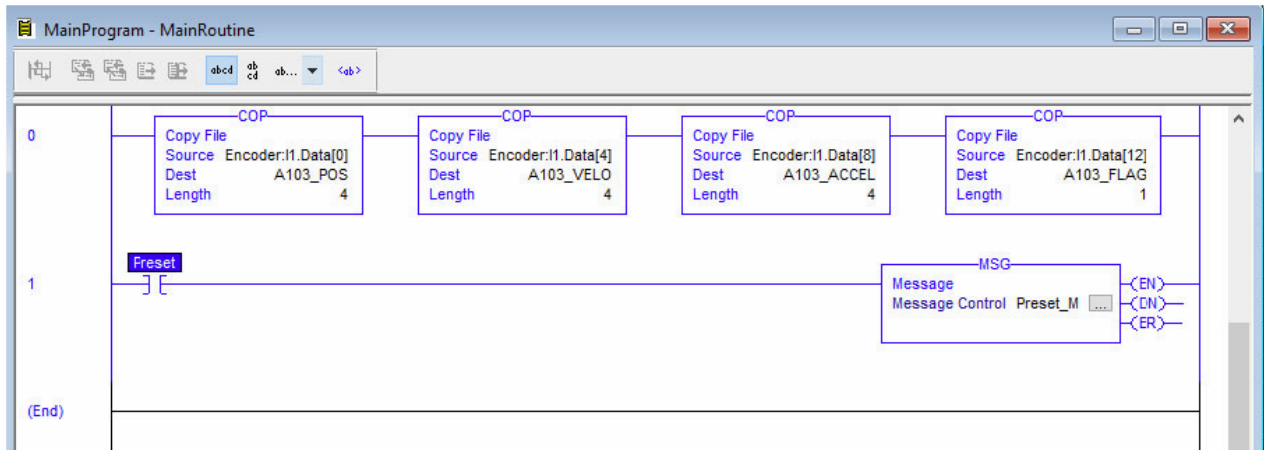 MainProgram - MainRoutine
abcd ab cd ab... <ab>
0
COP
Copy File
Source Encoder:I1.Data[0]
Dest A103_POS
Length 4
COP
Copy File
Source Encoder:I1.Data[4]
Dest A103_VELO
Length 4
COP
Copy File
Source Encoder:I1.Data[8]
Dest A103_ACCEL
Length 4
COP
Copy File
Source Encoder:I1.Data[12]
Dest A103_FLAG
Length 1
1
Preset
MSG
Message
Message Control Preset_M ...
EN
DN
ER
(End)